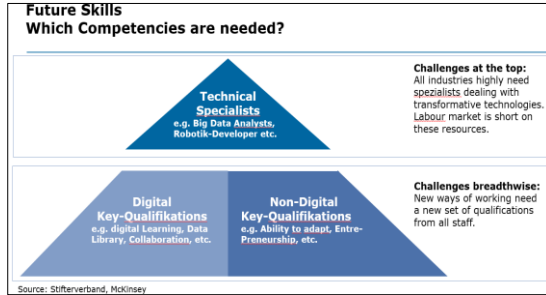 Future Skills
Which Competencies are needed?
Technical
Specialists
e.g. Big Data Analysts,
Robotik-Developer etc.
Challenges at the top:
All industries highly need
spezialists dealing with
transformative technologies.
Labour market is short on
these resources.
Digital
Key-Qualifikations
e.g. digital Learning, Data
Library, Collaboration, etc.
Non-Digital
Key-Qualifikations
e.g. Ability to adapt, Entre-
Preneurship, etc.
Challenges breadthwise:
New ways of working need
a new set of qualifications
from all staff.
Source: Stifterverband, McKinsey